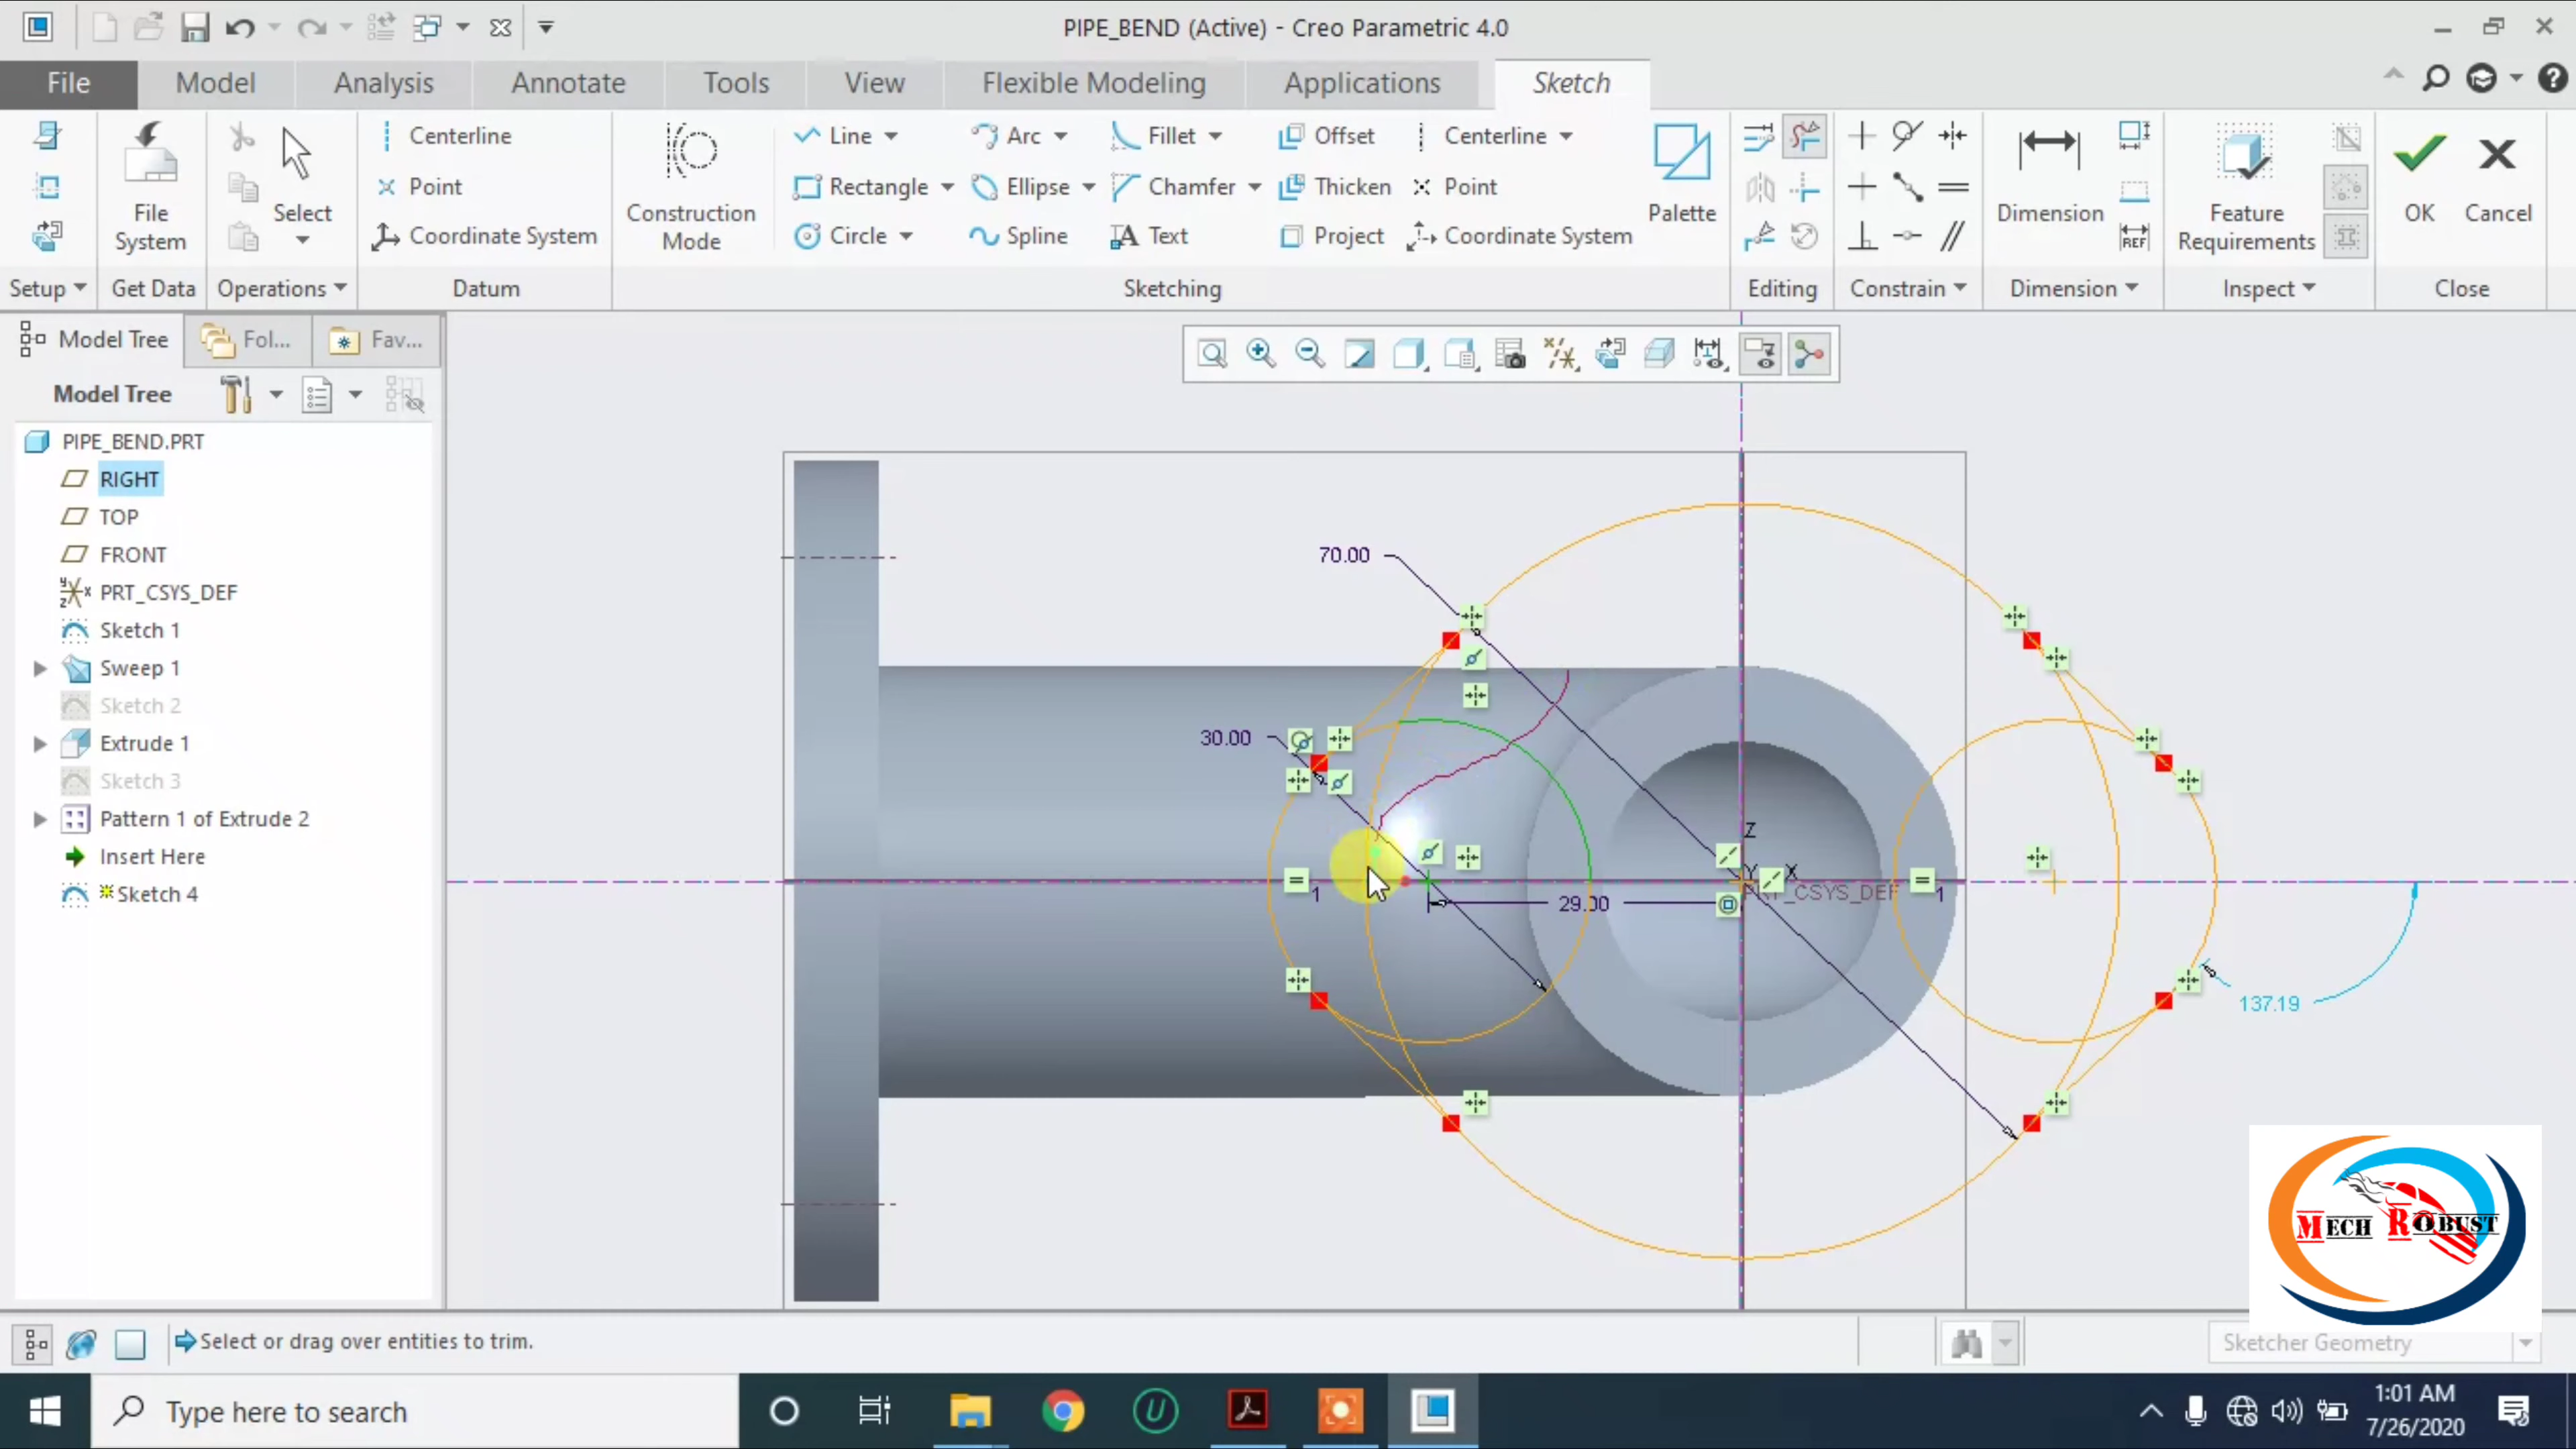 PIPE_BEND (Active) - Creo Parametric 4.0
File Model Analysis Annotate Tools View Flexible Modeling Applications Sketch
Centerline Line Arc Fillet Offset Centerline
Point Rectangle Ellipse Chamfer Thicken Point
Coordinate System Circle Spline Text Project Coordinate System
File System
Select
Construction Mode
Palette
Dimension
REF
Feature Requirements
OK
Cancel
Setup Get Data Operations Datum Sketching Editing Constrain Dimension Inspect Close
Model Tree Fol... Fav...
Model Tree
PIPE_BEND.PRT
RIGHT
TOP
FRONT
PRT_CSYS_DEF
Sketch 1
Sweep 1
Sketch 2
Extrude 1
Sketch 3
Pattern 1 of Extrude 2
Insert Here
Sketch 4
70.00
30.00
Z
Y X
PRT_CSYS_DEF
1
1
29.00
137.19
MECH ROBUST
Select or drag over entities to trim.
Sketcher Geometry
Type here to search
1:01 AM
7/26/2020